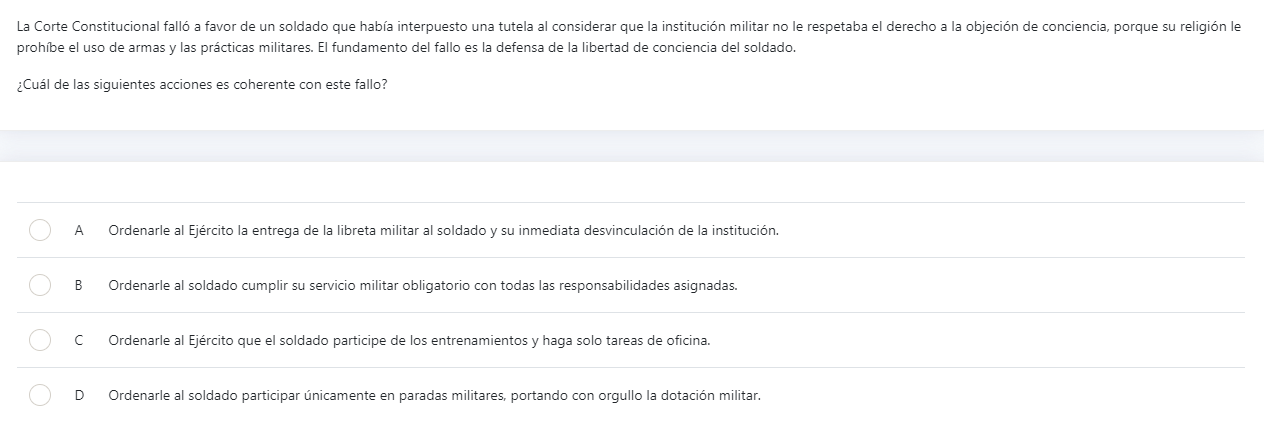 La Corte Constitucional falló a favor de un soldado que había interpuesto una tutela al considerar que la institución militar no le respetaba el derecho a la objeción de conciencia, porque su religión le
prohíbe el uso de armas y las prácticas militares. El fundamento del fallo es la defensa de la libertad de conciencia del soldado.
¿Cuál de las siguientes acciones es coherente con este fallo?
A Ordenarle al Ejército la entrega de la libreta militar al soldado y su inmediata desvinculación de la institución.
B Ordenarle al soldado cumplir su servicio militar obligatorio con todas las responsabilidades asignadas.
C Ordenarle al Ejército que el soldado participe de los entrenamientos y haga solo tareas de oficina.
D Ordenarle al soldado participar únicamente en paradas militares, portando con orgullo la dotación militar.